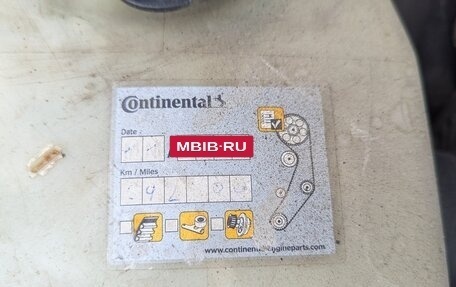 Continental
Date
MBIB-RU
Km / Miles
www.continental-engineparts.com